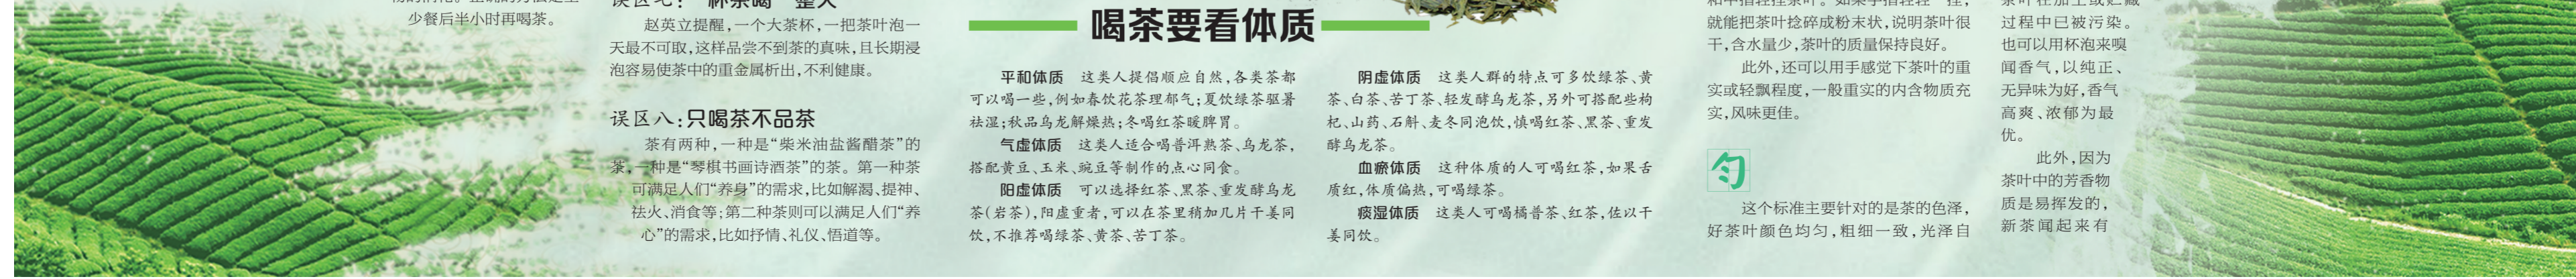 少餐后半小时再喝茶。
赵英立提醒,一个大茶杯,一把茶叶泡一
天最不可取,这样品尝不到茶的真味,且长期浸
泡容易使茶中的重金属析出,不利健康。
误区八:只喝茶不品茶
茶有两种,一种是“柴米油盐酱醋茶”的
茶,一种是“琴棋书画诗酒茶”的茶。第一种茶
可满足人们“养身”的需求,比如解渴、提神、
祛火、消食等;第二种茶则可以满足人们“养
心”的需求,比如抒情、礼仪、悟道等。
喝茶要看体质
平和体质 这类人提倡顺应自然,各类茶都
可以喝一些,例如春饮花茶理郁气;夏饮绿茶驱暑
祛湿;秋品乌龙解燥热;冬喝红茶暖脾胃。
气虚体质 这类人适合喝普洱熟茶、乌龙茶,
搭配黄豆、玉米、豌豆等制作的点心同食。
阳虚体质 可以选择红茶、黑茶、重发酵乌龙
茶(岩茶),阳虚重者,可以在茶里稍加几片干姜同
饮,不推荐喝绿茶、黄茶、苦丁茶。
阴虚体质 这类人群的特点可多饮绿茶、黄
茶、白茶、苦丁茶、轻发酵乌龙茶,另外可搭配些枸
杞、山药、石斛、麦冬同泡饮,慎喝红茶、黑茶、重发
酵乌龙茶。
血瘀体质 这种体质的人可喝红茶,如果舌
质红,体质偏热,可喝绿茶。
痰湿体质 这类人可喝橘普茶、红茶,佐以干
姜同饮。
和中指轻捏茶叶。如果手指轻轻一捏,
就能把茶叶捻碎成粉末状,说明茶叶很
干,含水量少,茶叶的质量保持良好。
此外,还可以用手感觉下茶叶的重
实或轻飘程度,一般重实的内含物质充
实,风味更佳。
匀
这个标准主要针对的是茶的色泽,
好茶叶颜色均匀,粗细一致,光泽自
茶叶在加工或贮藏
过程中已被污染。
也可以用杯泡来嗅
闻香气,以纯正、
无异味为好,香气
高爽、浓郁为最
优。
此外,因为
茶叶中的芳香物
质是易挥发的,
新茶闻起来有